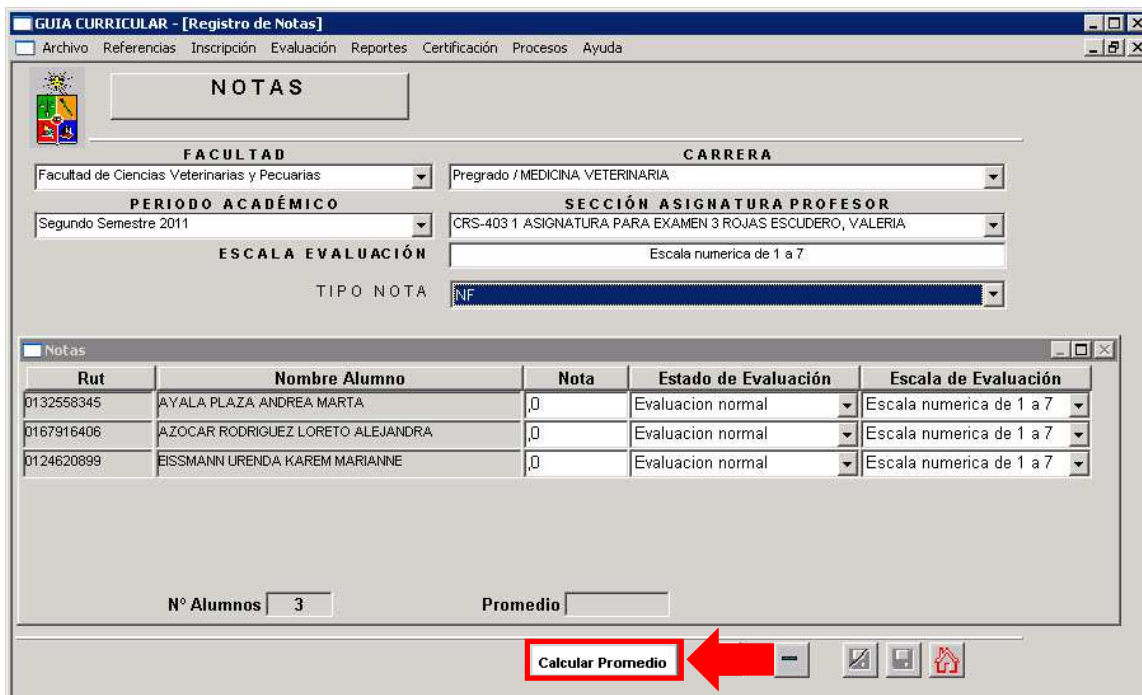 GUIA CURRICULAR - [Registro de Notas]
Archivo Referencias Inscripción Evaluación Reportes Certificación Procesos Ayuda
NOTAS
FACULTAD CARRERA
Facultad de Ciencias Veterinarias y Pecuarias Pregrado / MEDICINA VETERINARIA
PERIODO ACADÉMICO SECCIÓN ASIGNATURA PROFESOR
Segundo Semestre 2011 CRS-403 1 ASIGNATURA PARA EXAMEN 3 ROJAS ESCUDERO, VALERIA
ESCALA EVALUACIÓN Escala numerica de 1 a 7
TIPO NOTA NF
Notas
Rut Nombre Alumno Nota Estado de Evaluación Escala de Evaluación
0132558345 AYALA PLAZA ANDREA MARTA ,0 Evaluacion normal Escala numerica de 1 a 7
0167916406 AZOCAR RODRIGUEZ LORETO ALEJANDRA ,0 Evaluacion normal Escala numerica de 1 a 7
0124620899 EISSMANN URENDA KAREM MARIANNE ,0 Evaluacion normal Escala numerica de 1 a 7
Nº Alumnos 3 Promedio
Calcular Promedio